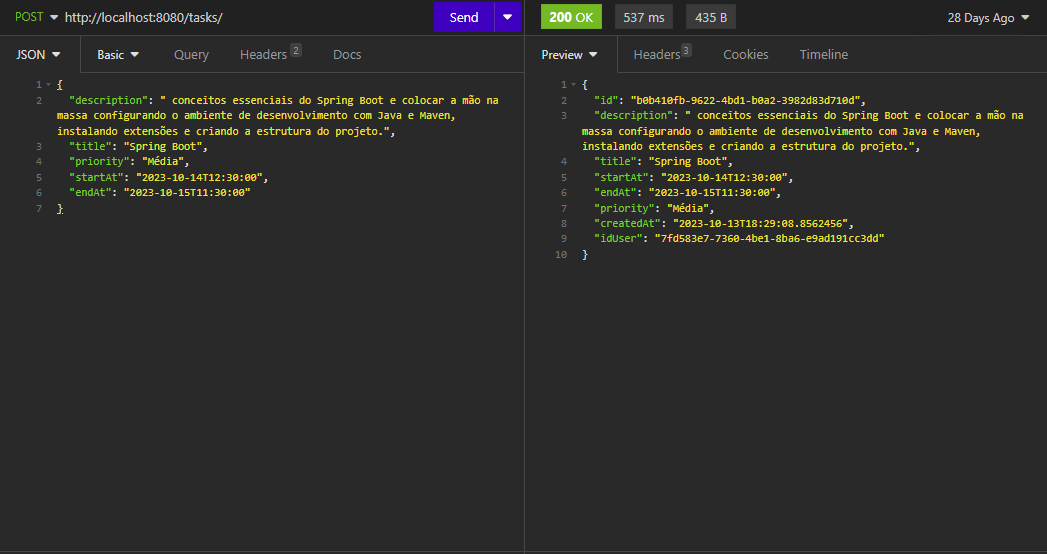 POST http://localhost:8080/tasks/ Send
200 OK 537 ms 435 B 28 Days Ago
JSON Basic Query Headers 2 Docs
Preview Headers 3 Cookies Timeline
1 {
2 "description": " conceitos essenciais do Spring Boot e colocar a mão na
massa configurando o ambiente de desenvolvimento com Java e Maven,
instalando extensões e criando a estrutura do projeto.",
3 "title": "Spring Boot",
4 "priority": "Média",
5 "startAt": "2023-10-14T12:30:00",
6 "endAt": "2023-10-15T11:30:00"
7 }
1 {
2 "id": "b0b410fb-9622-4bd1-b0a2-3982d83d710d",
3 "description": " conceitos essenciais do Spring Boot e colocar a mão na
massa configurando o ambiente de desenvolvimento com Java e Maven,
instalando extensões e criando a estrutura do projeto.",
4 "title": "Spring Boot",
5 "startAt": "2023-10-14T12:30:00",
6 "endAt": "2023-10-15T11:30:00",
7 "priority": "Média",
8 "createdAt": "2023-10-13T18:29:08.8562456",
9 "idUser": "7fd583e7-7360-4be1-8ba6-e9ad191cc3dd"
10 }